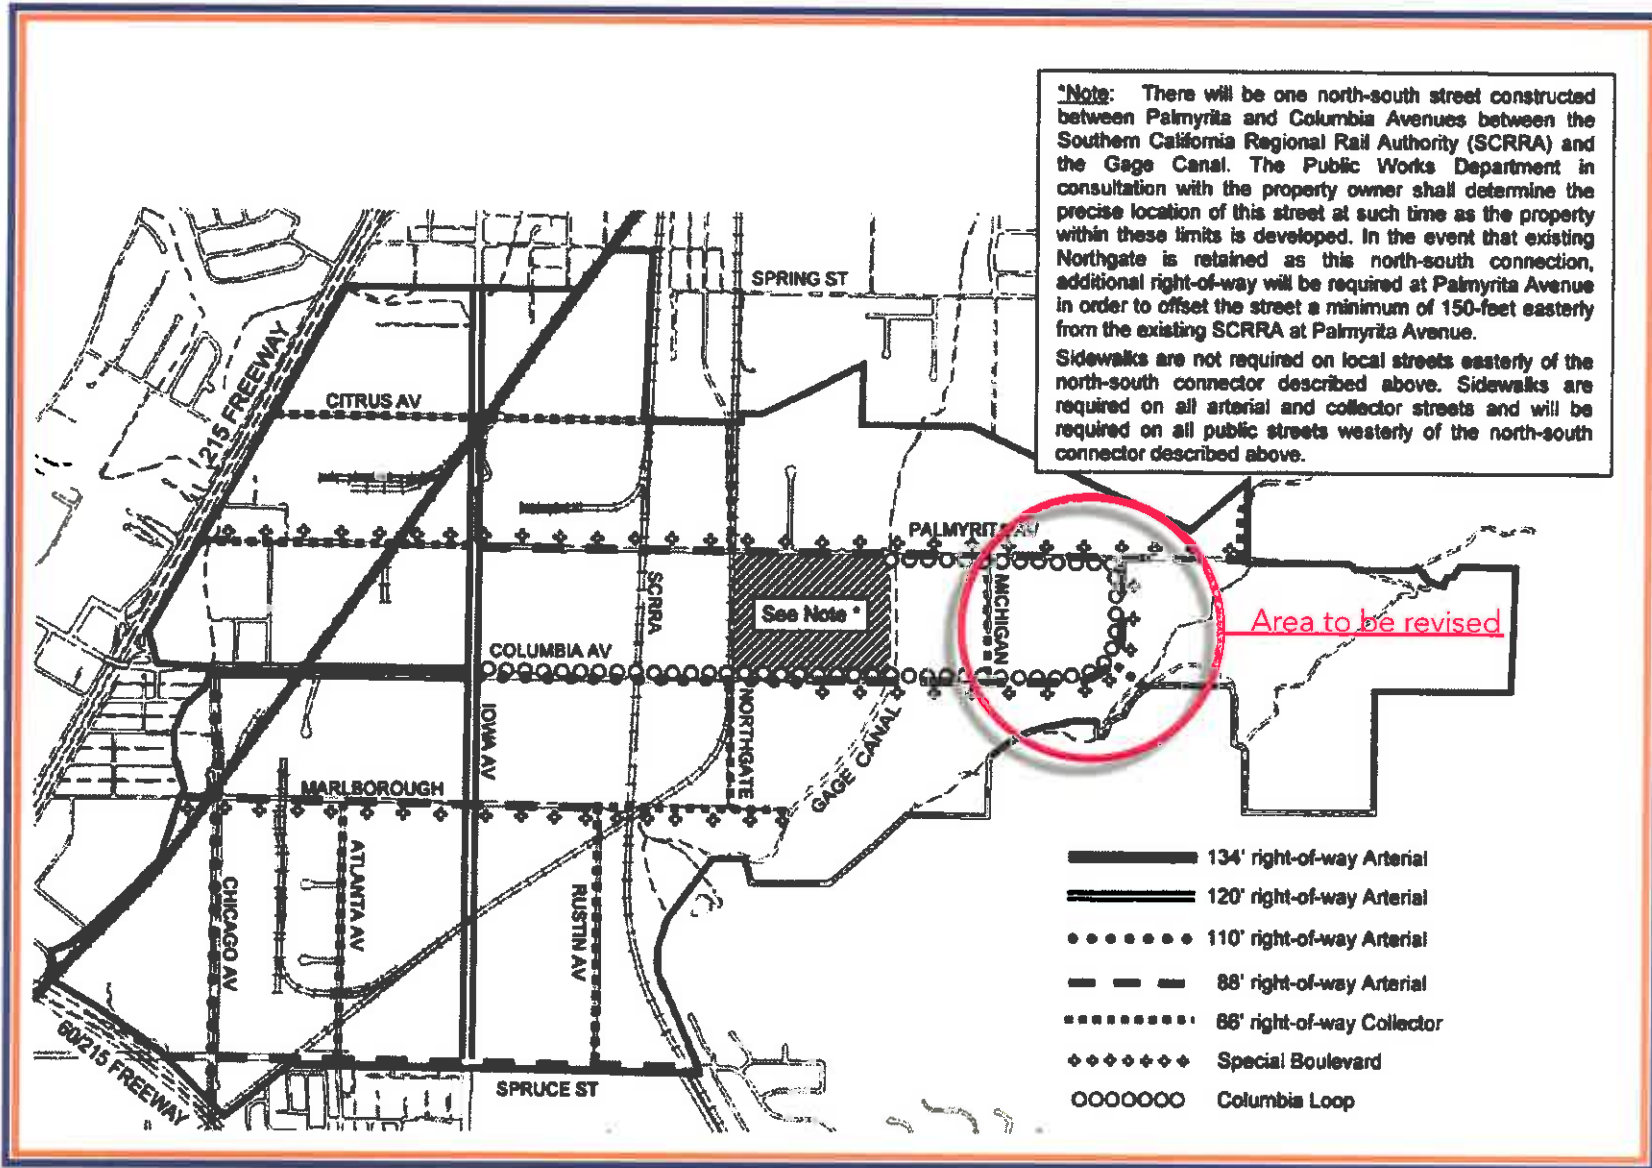 *Note: There will be one north-south street constructed
between Palmyrita and Columbia Avenues between the
Southern California Regional Rail Authority (SCRRA) and
the Gage Canal. The Public Works Department in
consultation with the property owner shall determine the
precise location of this street at such time as the property
within these limits is developed. In the event that existing
Northgate is retained as this north-south connection,
additional right-of-way will be required at Palmyrita Avenue
in order to offset the street a minimum of 150-feet easterly
from the existing SCRRA at Palmyrita Avenue.
Sidewalks are not required on local streets easterly of the
north-south connector described above. Sidewalks are
required on all arterial and collector streets and will be
required on all public streets westerly of the north-south
connector described above.
SPRING ST
215 FREEWAY
CITRUS AV
PALMYRITA AV
SCRRA
MICHIGAN
See Note *
Area to be revised
COLUMBIA AV
IOWA AV
NORTHGATE
GAGE CANAL
MARLBOROUGH
CHICAGO AV
ATLANTA AV
RUSTIN AV
60/215 FREEWAY
SPRUCE ST
134' right-of-way Arterial
120' right-of-way Arterial
110' right-of-way Arterial
88' right-of-way Arterial
66' right-of-way Collector
Special Boulevard
Columbia Loop